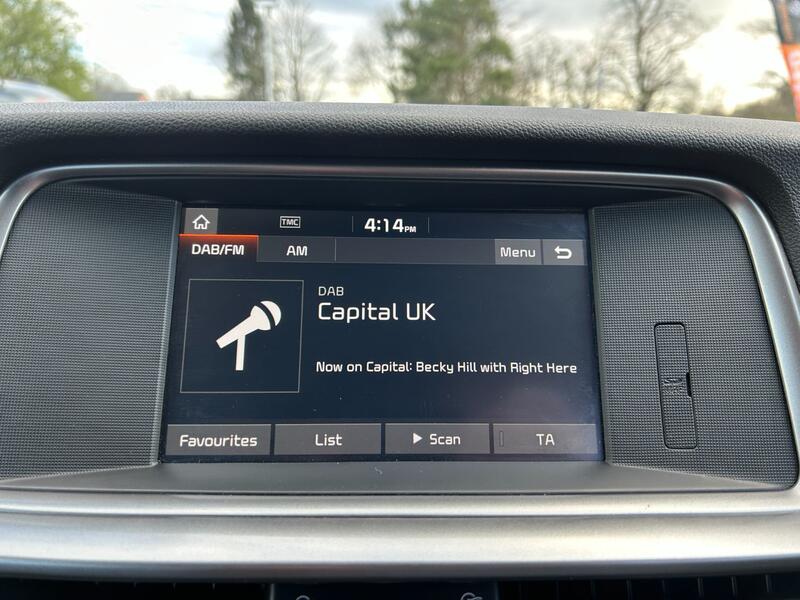 TMC
4:14PM
DAB/FM AM Menu
DAB
Capital UK
Now on Capital: Becky Hill with Right Here
Favourites List Scan TA